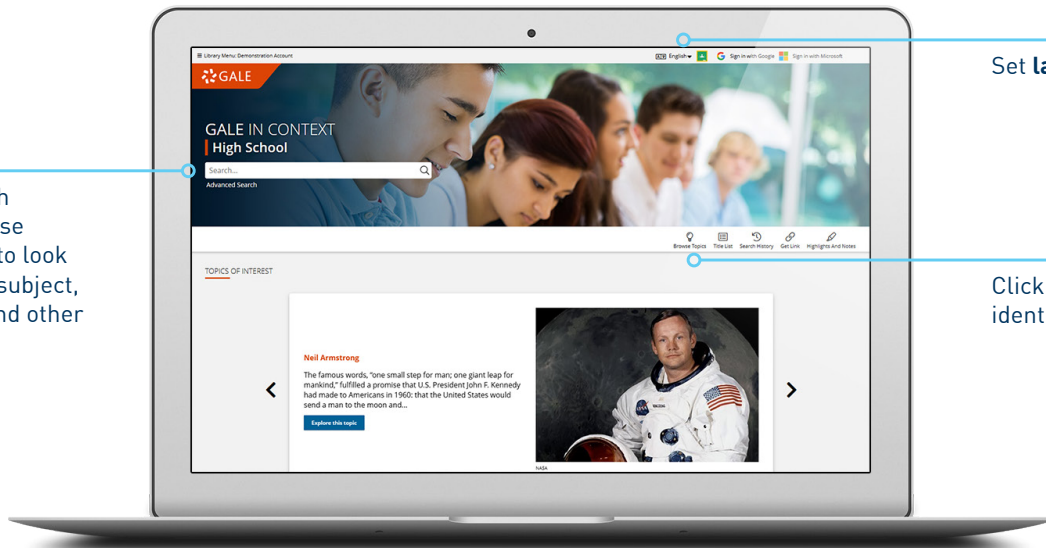 Library Menu: Demonstration Account
English
Sign in with Google
Sign in with Microsoft
GALE
GALE IN CONTEXT
High School
Search...
Advanced Search
Browse Topics
Title List
Search History
Get Link
Highlights And Notes
TOPICS OF INTEREST
Neil Armstrong
The famous words, "one small step for man; one giant leap for
mankind," fulfilled a promise that U.S. President John F. Kennedy
had made to Americans in 1960: that the United States would
send a man to the moon and...
Explore this topic
NASA
to look
subject,
nd other
Set
Click